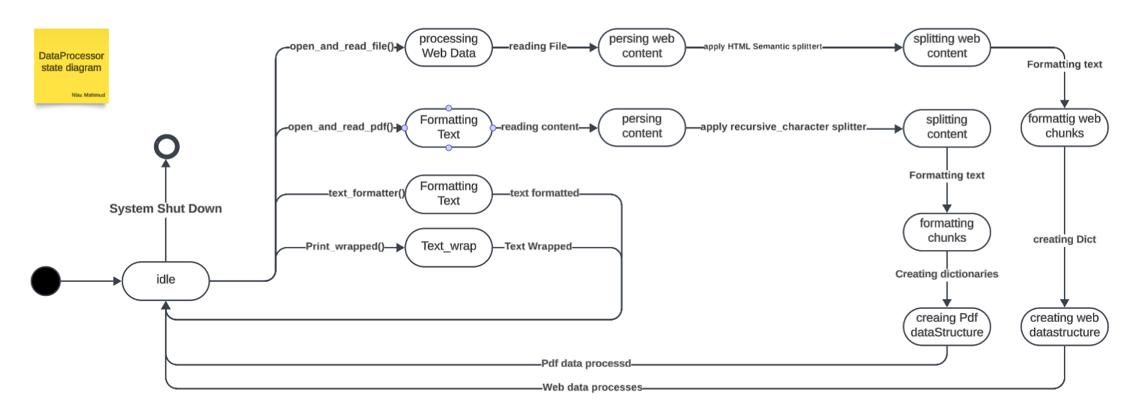 DataProcessor
state diagram
Niau Mahmud
open_and_read_file()
processing
Web Data
reading File
persing web
content
apply HTML Semantic splittert
splitting web
content
Formatting text
open_and_read_pdf()
Formatting
Text
reading content
persing
content
apply recursive_character splitter
splitting
content
formattig web
chunks
System Shut Down
text_formatter()
Formatting
Text
text formatted
Formatting text
formatting
chunks
Print_wrapped()
Text_wrap
Text Wrapped
creating Dict
idle
Creating dictionaries
creaing Pdf
dataStructure
creating web
datastructure
Pdf data processd
Web data processes